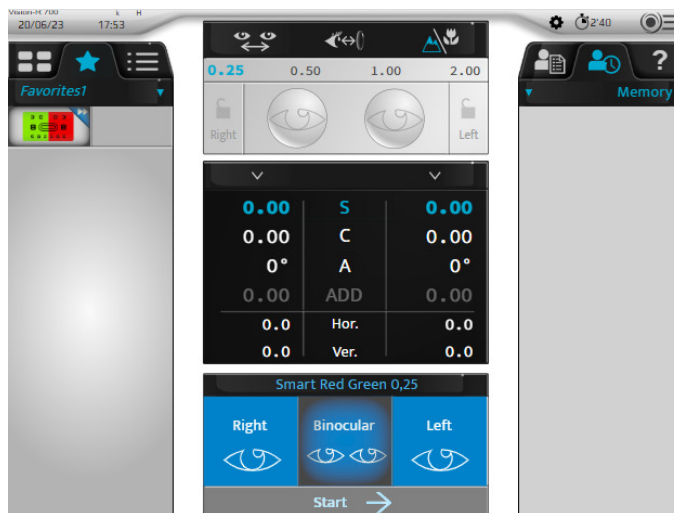 Vision-R 700
20/06/23 17:53
2'40
Favorites1
0.25 0.50 1.00 2.00
Right Left
Memory
?
0.00 S 0.00
0.00 C 0.00
0° A 0°
0.00 ADD 0.00
0.0 Hor. 0.0
0.0 Ver. 0.0
Smart Red Green 0,25
Right Binocular Left
Start